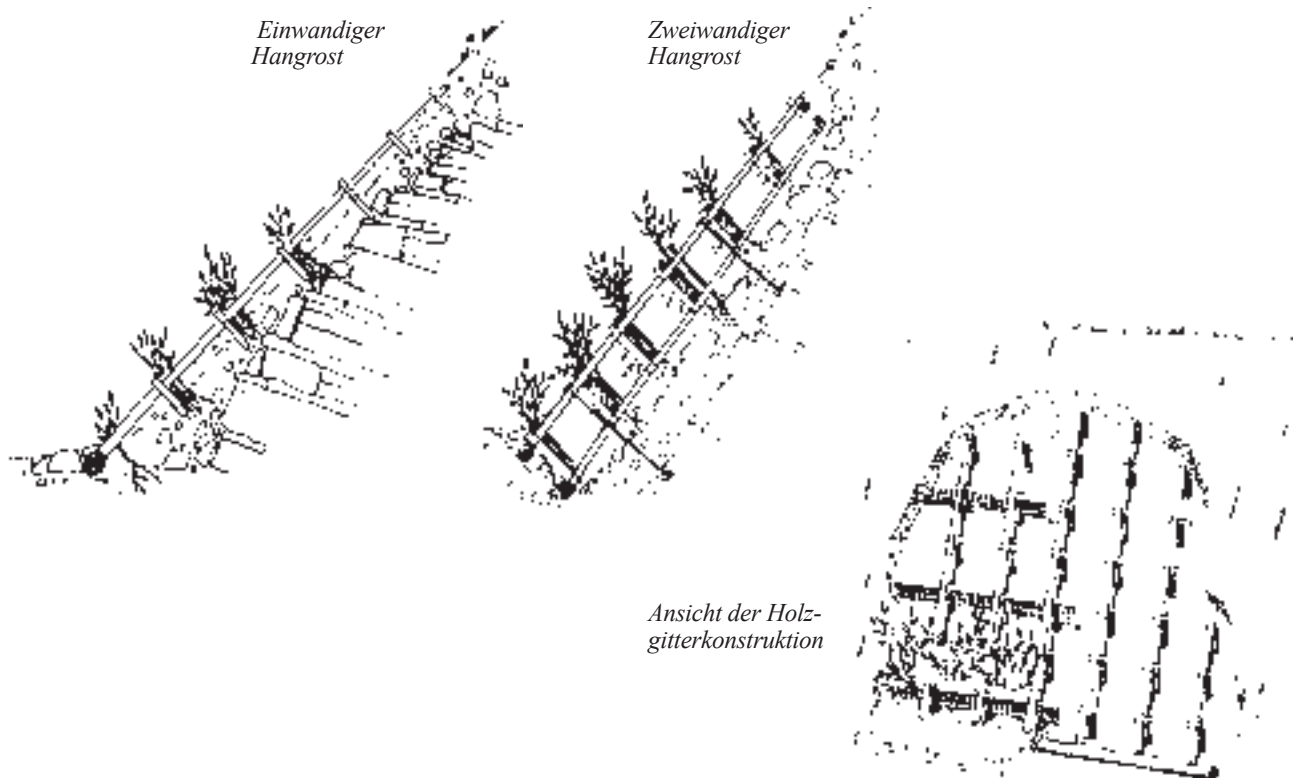 Einwandiger
Hangrost
Zweiwandiger
Hangrost
Ansicht der Holz-
gitterkonstruktion